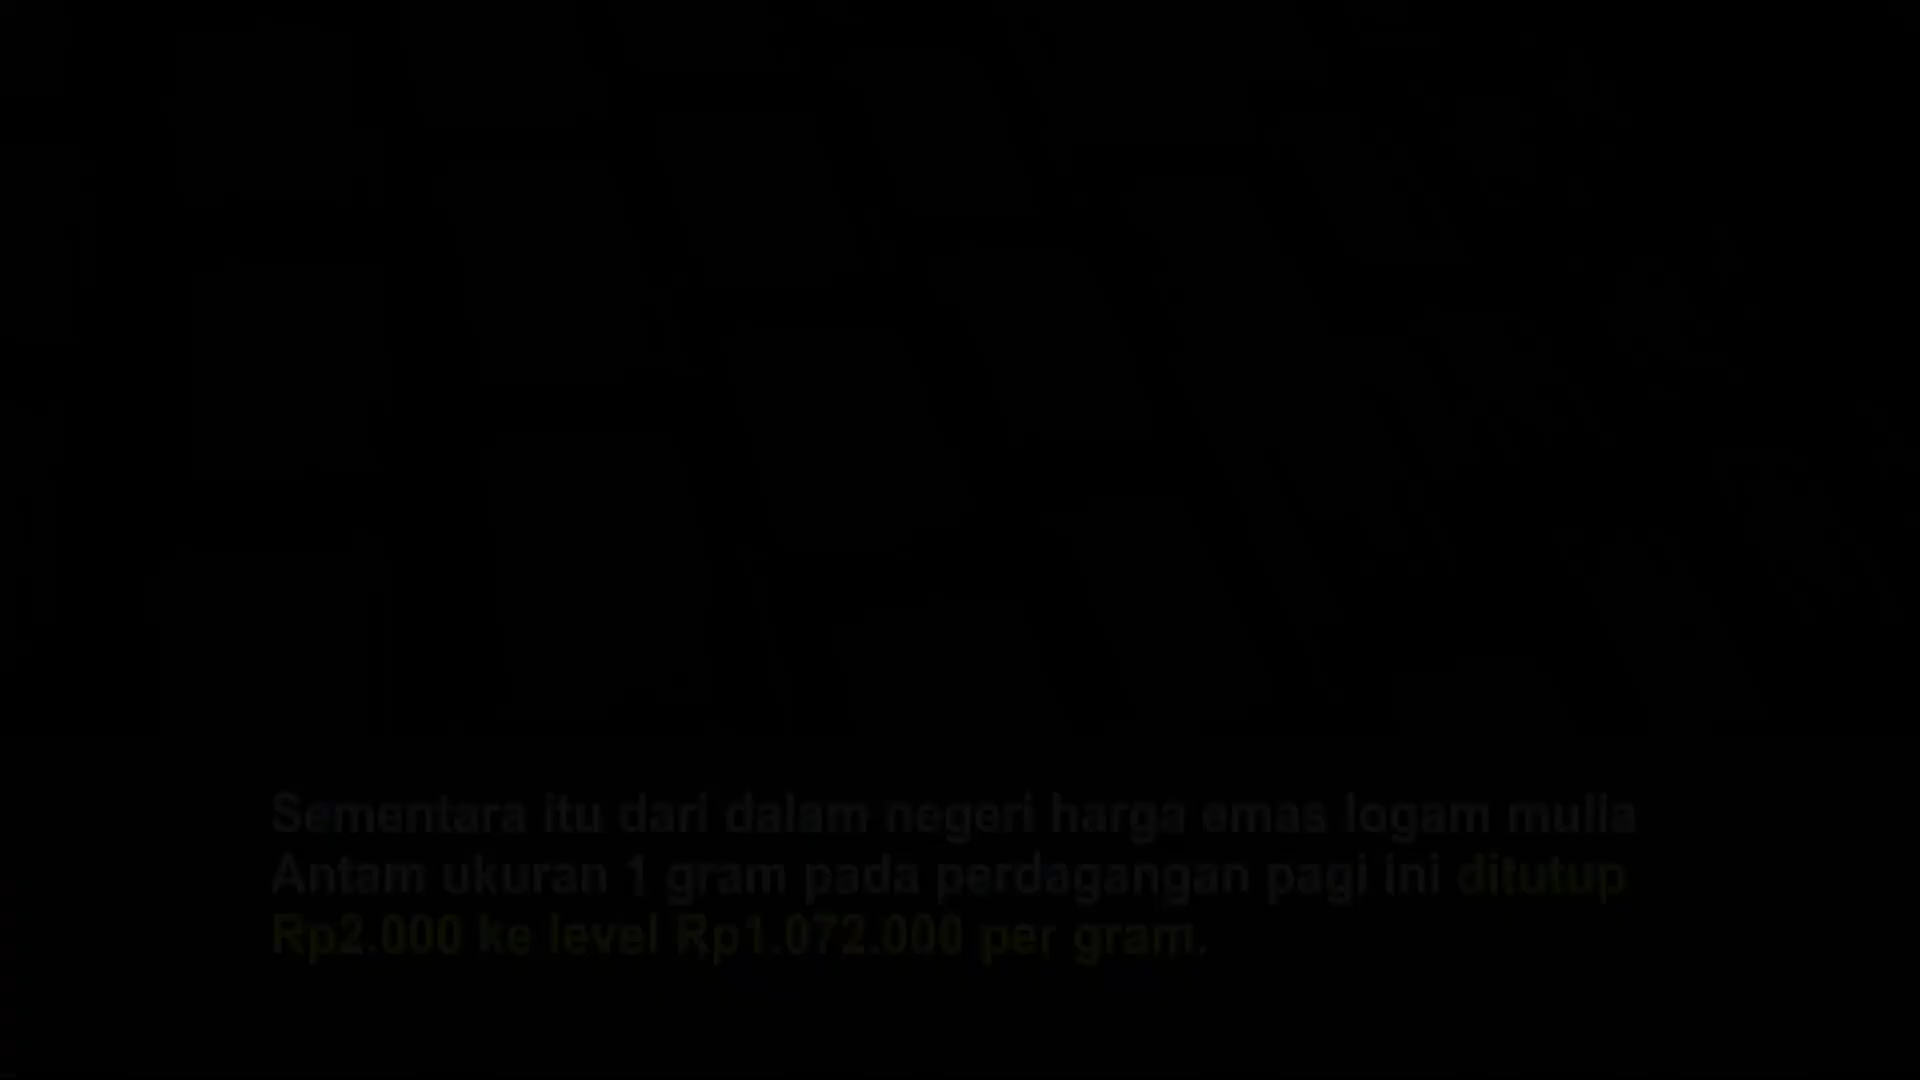 Sementara itu dari dalam negeri harga emas logam mulia
Antam ukuran 1 gram pada perdagangan pagi ini ditutup
Rp2.000 ke level Rp1.072.000 per gram.